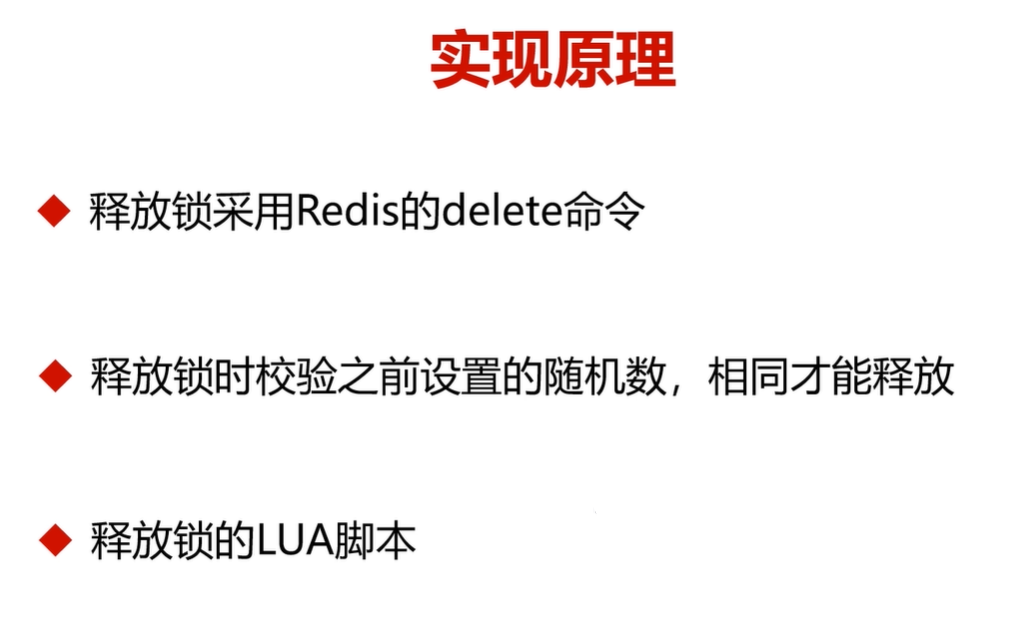 实现原理
释放锁采用Redis的delete命令
释放锁时校验之前设置的随机数，相同才能释放
释放锁的LUA脚本